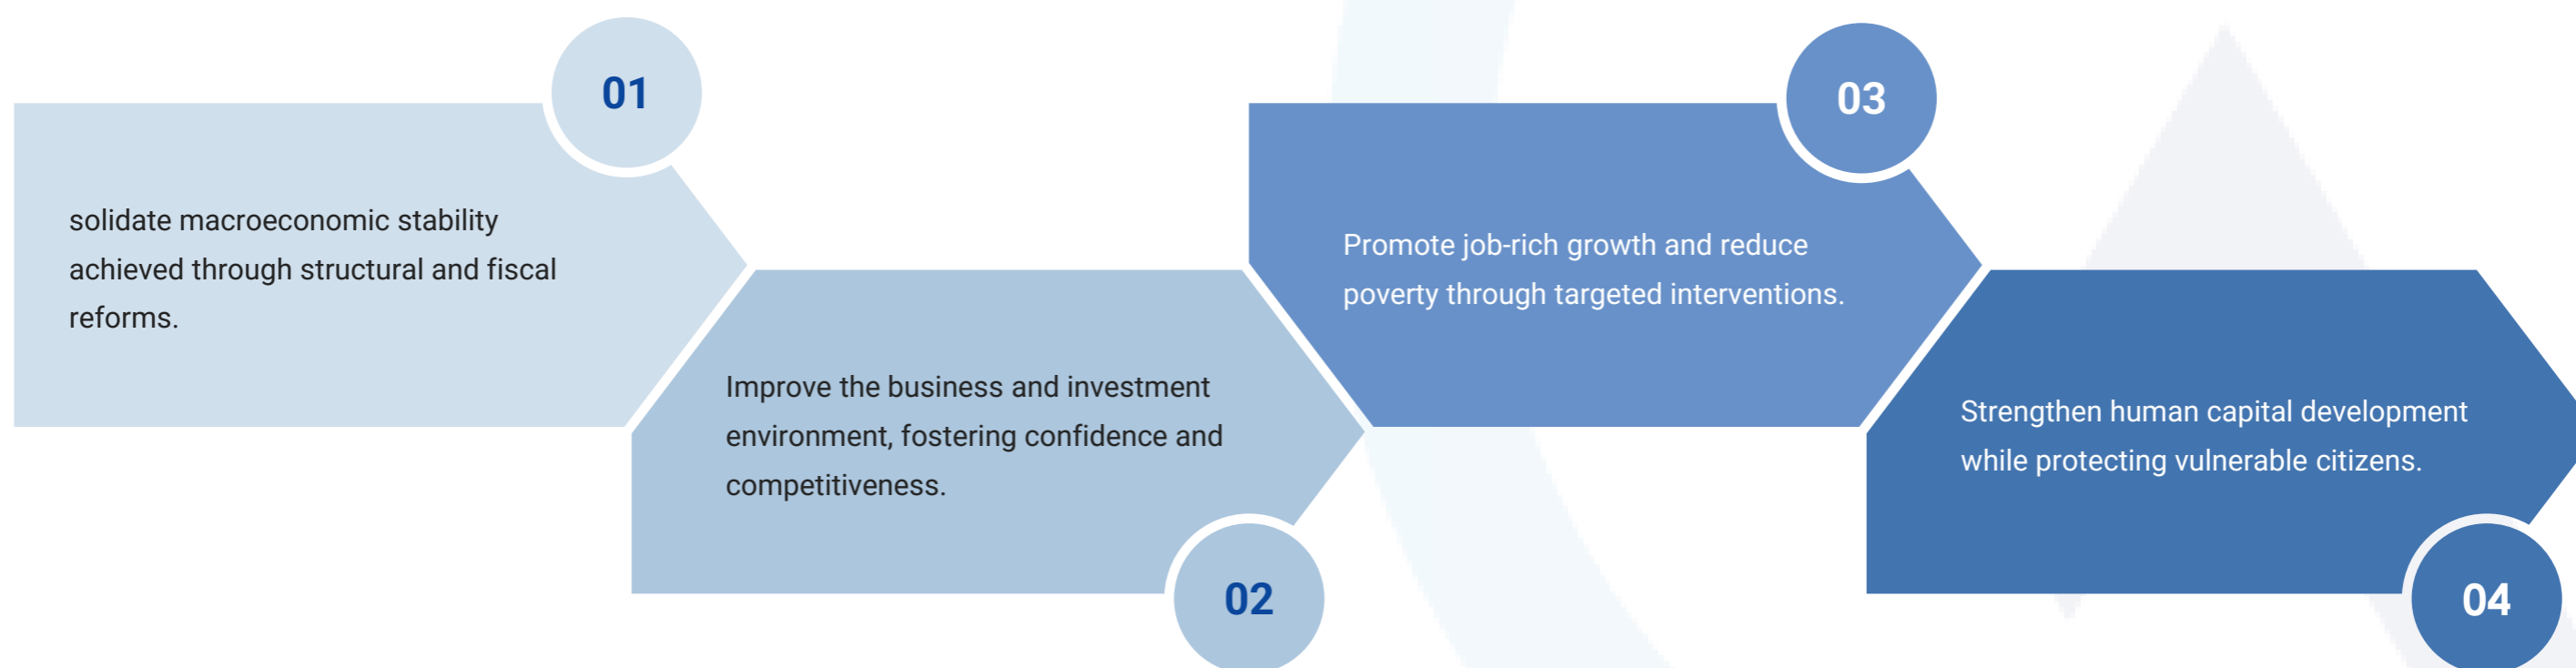 01
solidate macroeconomic stability
achieved through structural and fiscal
reforms.
Improve the business and investment
environment, fostering confidence and
competitiveness.
02
03
Promote job-rich growth and reduce
poverty through targeted interventions.
Strengthen human capital development
while protecting vulnerable citizens.
04